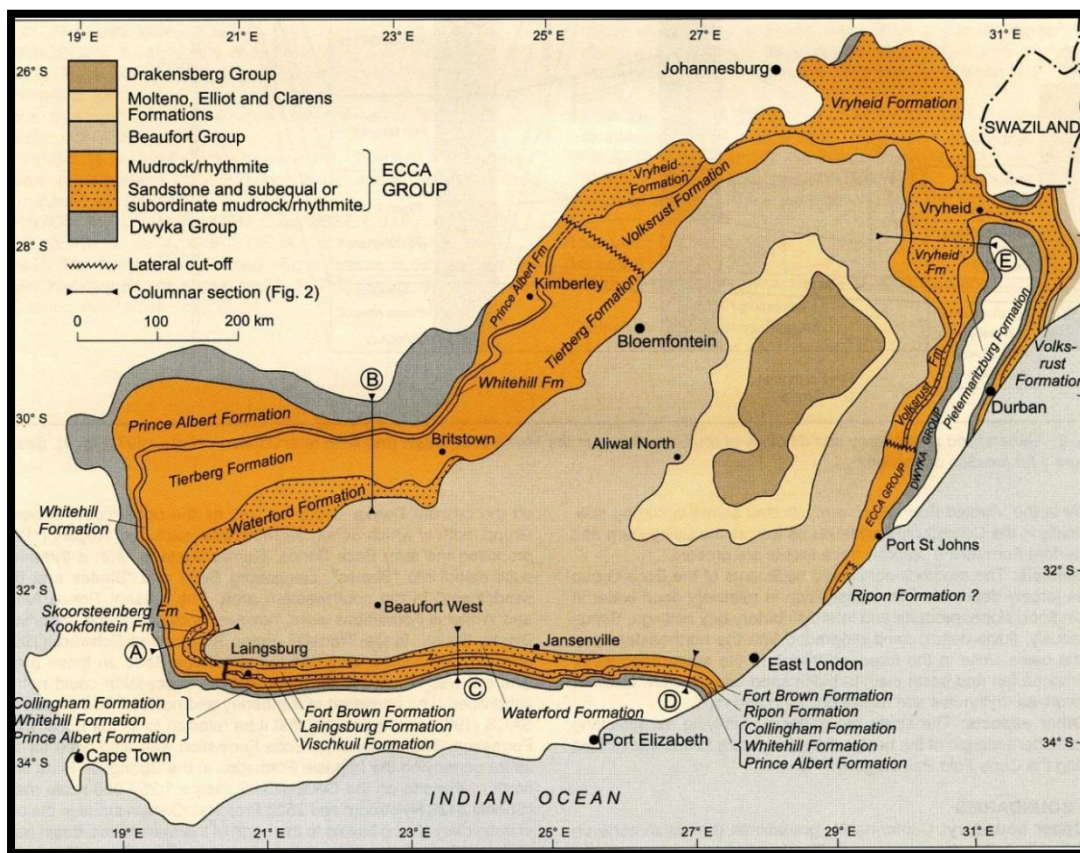 19° E
21° E
23° E
25° E
27° E
29° E
31° E
26° S
28° S
30° S
32° S
34° S
Drakensberg Group
Molteno, Elliot and Clarens
Formations
Beaufort Group
Mudrock/rhythmite
Sandstone and subequal or
subordinate mudrock/rhythmite
ECCA
GROUP
Dwyka Group
Lateral cut-off
Columnar section (Fig. 2)
0 100 200 km
Johannesburg
Vryheid Formation
SWAZILAND
Vryheid
Formation
Volksrust Formation
Vryheid
Vryheid
Fm
E
Prince Albert Fm
Kimberley
Tierberg Formation
Bloemfontein
Whitehill Fm
Pietermaritzburg Formation
Volks-
rust
Formation
Durban
Volksrust Fm
DWYKA GROUP
ECCA GROUP
B
Prince Albert Formation
Britstown
Aliwal North
Tierberg Formation
Waterford Formation
Whitehill
Formation
Port St Johns
32° S
Ripon Formation ?
Beaufort West
Skoorsteenberg Fm
Kookfontein Fm
A
Laingsburg
Jansenville
East London
C
D
Collingham Formation
Whitehill Formation
Prince Albert Formation
Fort Brown Formation
Laingsburg Formation
Vischkuil Formation
Waterford Formation
Port Elizabeth
Fort Brown Formation
Ripon Formation
Collingham Formation
Whitehill Formation
Prince Albert Formation
34° S
Cape Town
INDIAN OCEAN
19° E
21° E
23° E
25° E
27° E
29° E
31° E